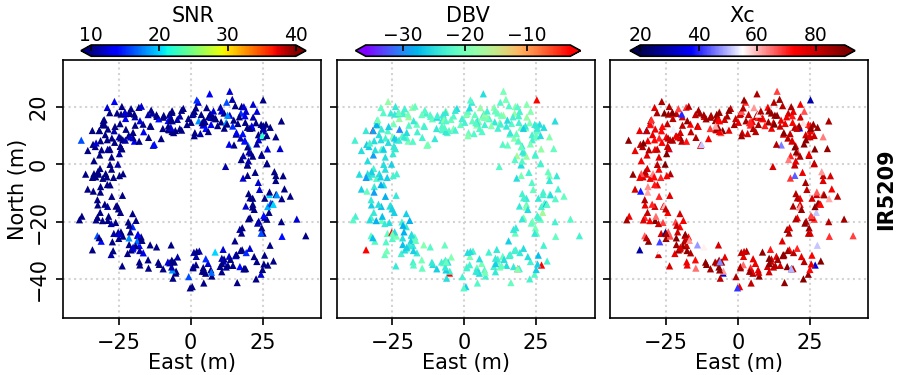 SNR DBV Xc
10 20 30 40 −30 −20 −10 20 40 60 80
20
0
−20
−40
North (m)
−25 0 25 −25 0 25 −25 0 25
East (m) East (m) East (m)
IR5209